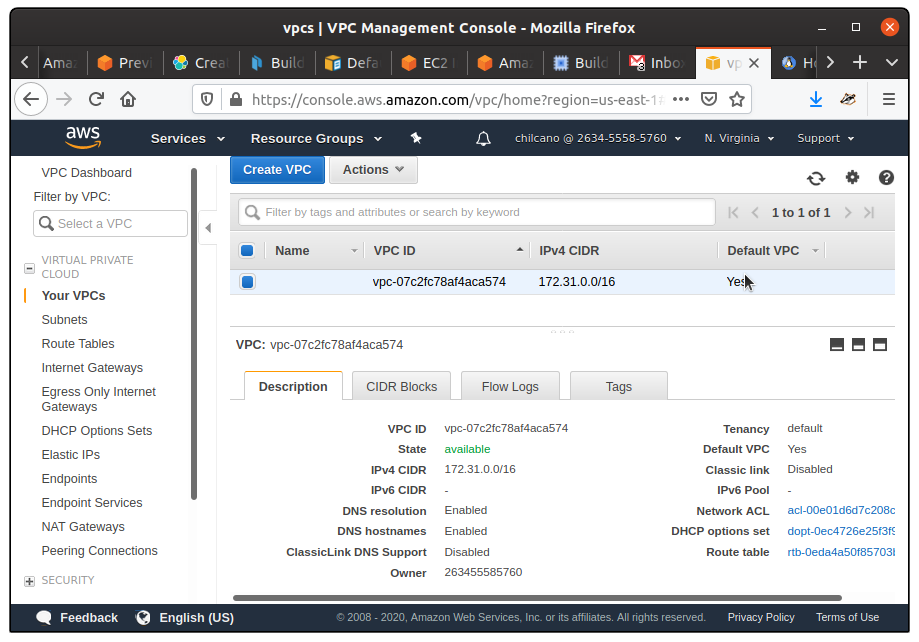 vpcs | VPC Management Console - Mozilla Firefox
Ama Previ Crea Build Defa EC2 Ama Build Inbo vp H
https://console.aws.amazon.com/vpc/home?region=us-east-1#
aws Services Resource Groups chilcano @ 2634-5558-5760 N. Virginia Support
VPC Dashboard
Filter by VPC:
Select a VPC
VIRTUAL PRIVATE
CLOUD
Your VPCs
Subnets
Route Tables
Internet Gateways
Egress Only Internet
Gateways
DHCP Options Sets
Elastic IPs
Endpoints
Endpoint Services
NAT Gateways
Peering Connections
SECURITY
Create VPC Actions
Filter by tags and attributes or search by keyword 1 to 1 of 1
Name VPC ID IPv4 CIDR Default VPC
vpc-07c2fc78af4aca574 172.31.0.0/16 Yes
VPC: vpc-07c2fc78af4aca574
Description CIDR Blocks Flow Logs Tags
VPC ID vpc-07c2fc78af4aca574 Tenancy default
State available Default VPC Yes
IPv4 CIDR 172.31.0.0/16 Classic link Disabled
IPv6 CIDR - IPv6 Pool -
DNS resolution Enabled Network ACL acl-00e01d6d7c208c
DNS hostnames Enabled DHCP options set dopt-0ec4726e25f3f9
ClassicLink DNS Support Disabled Route table rtb-0eda4a50f85703b
Owner 263455585760
Feedback English (US) © 2008 - 2020, Amazon Web Services, Inc. or its affiliates. All rights reserved. Privacy Policy Terms of Use